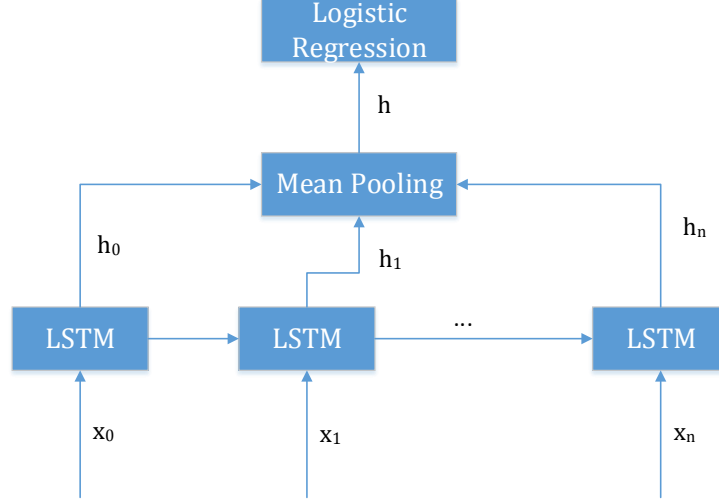 Logistic
Regression
h
Mean Pooling
h₀
h₁
hₙ
LSTM
LSTM
...
LSTM
x₀
x₁
xₙ